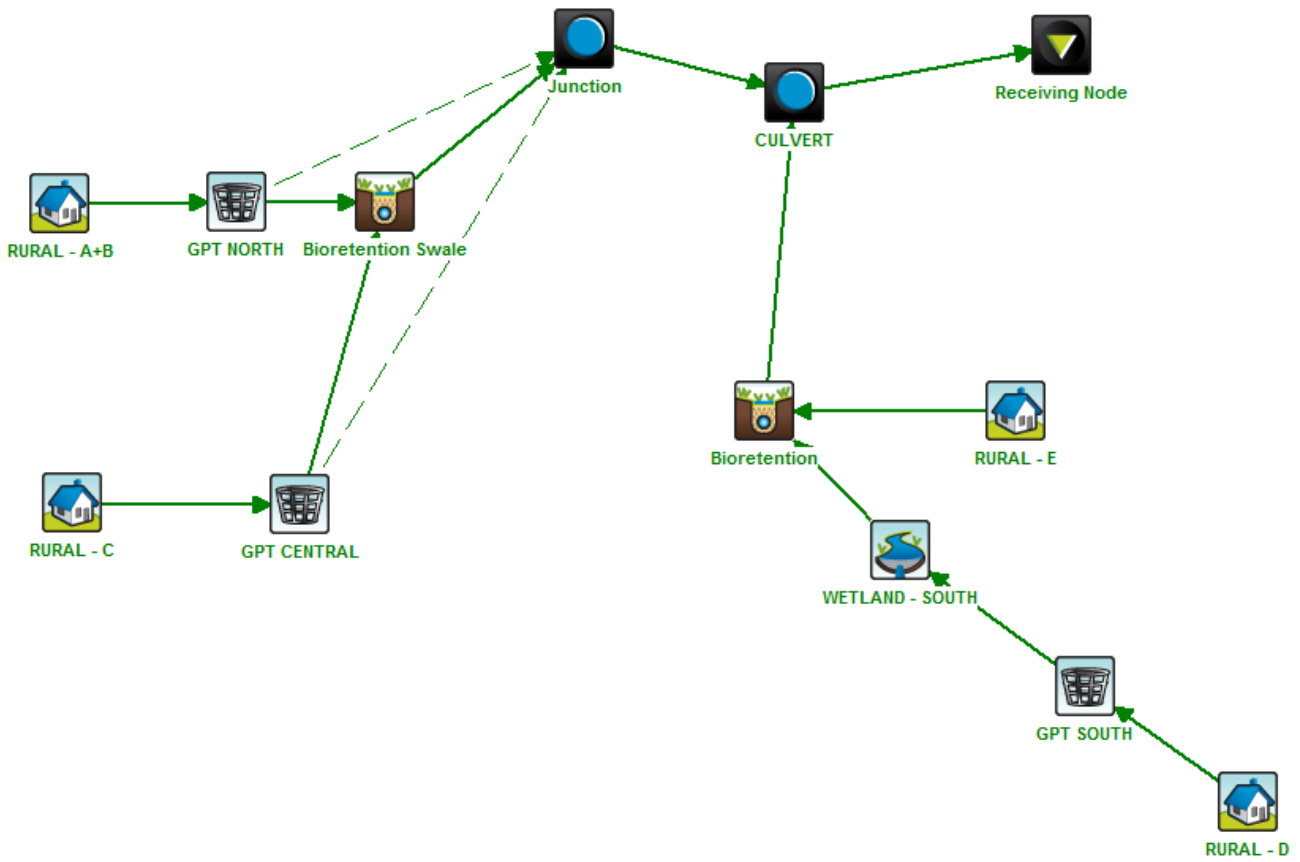 Junction
Receiving Node
CULVERT
RURAL - A+B
GPT NORTH
Bioretention Swale
Bioretention
RURAL - E
RURAL - C
GPT CENTRAL
WETLAND - SOUTH
GPT SOUTH
RURAL - D